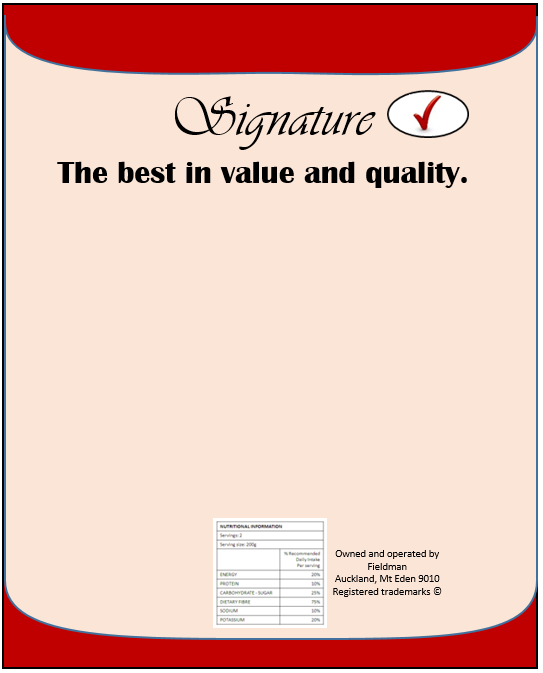 Signature
The best in value and quality.
NUTRITIONAL INFORMATION
Servings: 2
Serving size: 200g
% Recommended
Daily Intake
Per serving
ENERGY 20%
PROTEIN 10%
CARBOHYDRATE - SUGAR 25%
DIETARY FIBRE 75%
SODIUM 10%
POTASSIUM 20%
Owned and operated by
Fieldman
Auckland, Mt Eden 9010
Registered trademarks ©